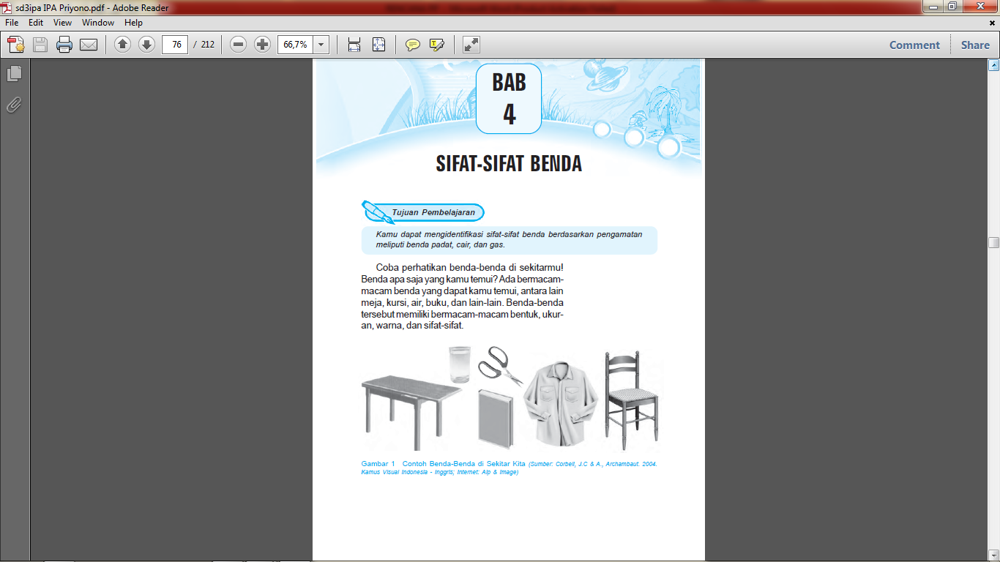 sd3ipa IPA Priyono.pdf - Adobe Reader
File Edit View Window Help
76 / 212 66,7% Comment Share
BAB
4
SIFAT-SIFAT BENDA
Tujuan Pembelajaran
Kamu dapat mengidentifikasi sifat-sifat benda berdasarkan pengamatan
meliputi benda padat, cair, dan gas.
Coba perhatikan benda-benda di sekitarmu!
Benda apa saja yang kamu temui? Ada bermacam-
macam benda yang dapat kamu temui, antara lain
meja, kursi, air, buku, dan lain-lain. Benda-benda
tersebut memiliki bermacam-macam bentuk, ukur-
an, warna, dan sifat-sifat.
Gambar 1 Contoh Benda-Benda di Sekitar Kita (Sumber: Corbeil, J.C & A., Archambaut. 2004.
Kamus Visual Indonesia - Inggris; Internet: Alp & Image)